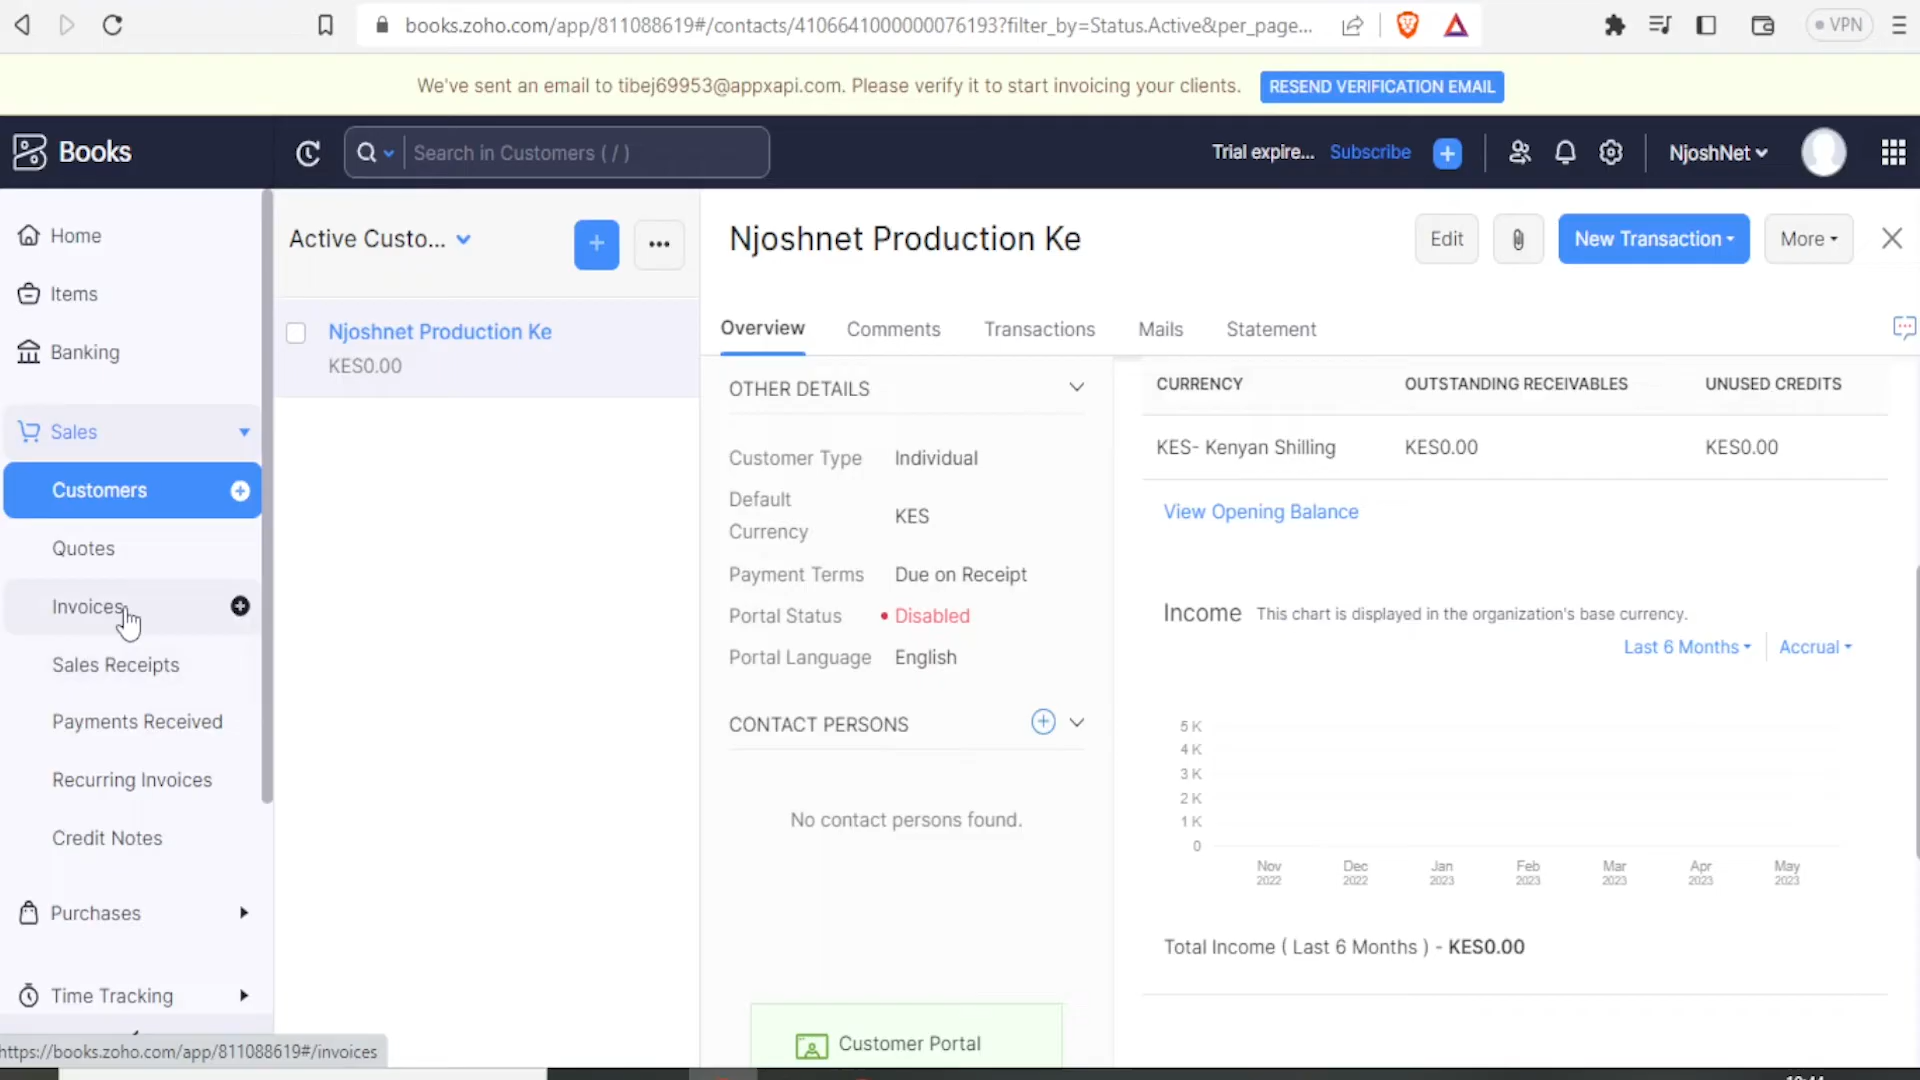 books.zoho.com/app/811088619#/contacts/4106641000000076193?filter_by=Status.Active&per_page...
VPN
We've sent an email to tibej69953@appxapi.com. Please verify it to start invoicing your clients.
RESEND VERIFICATION EMAIL
Books
Search in Customers ( / )
Trial expire...
Subscribe
NjoshNet
Home
Items
Banking
Sales
Customers
Quotes
Invoices
Sales Receipts
Payments Received
Recurring Invoices
Credit Notes
Purchases
Time Tracking
https://books.zoho.com/app/811088619#/invoices
Active Custo...
Njoshnet Production Ke
KES0.00
Njoshnet Production Ke
Edit
New Transaction
More
Overview
Comments
Transactions
Mails
Statement
OTHER DETAILS
Customer Type Individual
Default Currency KES
Payment Terms Due on Receipt
Portal Status Disabled
Portal Language English
CONTACT PERSONS
No contact persons found.
Customer Portal
CURRENCY OUTSTANDING RECEIVABLES UNUSED CREDITS
KES- Kenyan Shilling KES0.00 KES0.00
View Opening Balance
Income This chart is displayed in the organization's base currency.
Last 6 Months Accrual
5 K
4 K
3 K
2 K
1 K
0
Nov 2022 Dec 2022 Jan 2023 Feb 2023 Mar 2023 Apr 2023 May 2023
Total Income ( Last 6 Months ) - KES0.00